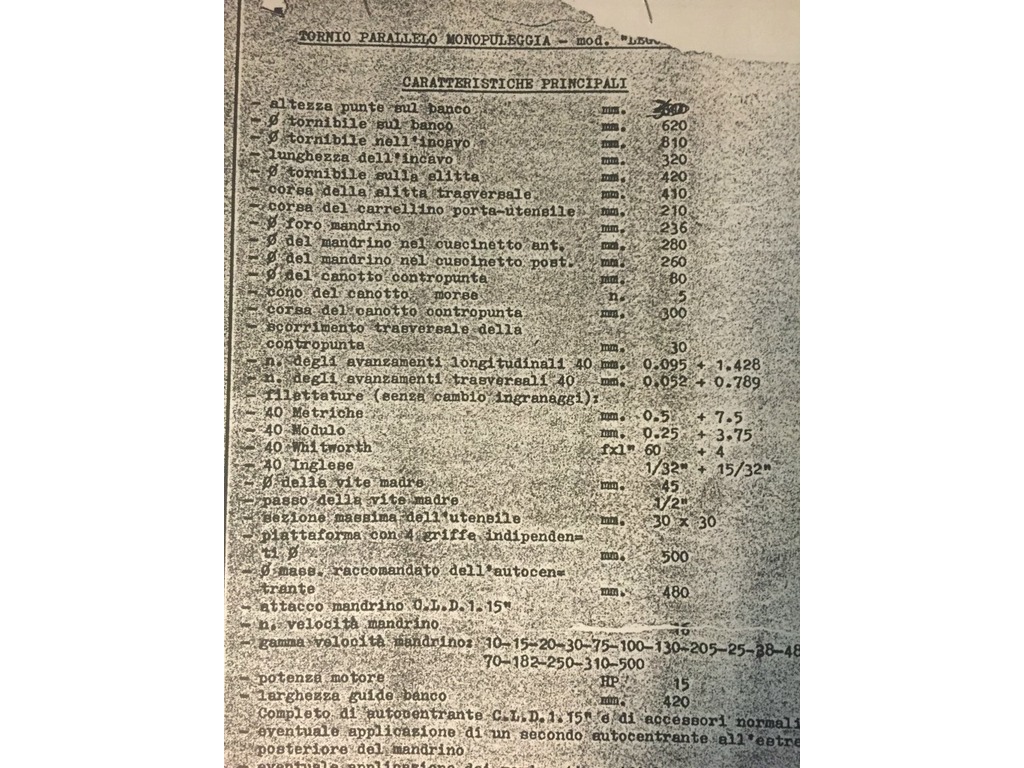 TORNIO PARALLELO MONOPULEGGIA - mod.
CARATTERISTICHE PRINCIPALI
- altezza punte sul banco mm.
- Ø tornibile sul banco mm. 620
- Ø tornibile nell'incavo mm. 810
- lunghezza dell'incavo mm. 320
- Ø tornibile sulla slitta mm. 420
- corsa della slitta trasversale mm. 410
- corsa del carrellino porta-utensile mm. 210
- Ø foro mandrino mm. 236
- Ø del mandrino nel cuscinetto ant. mm. 280
- Ø del mandrino nel cuscinetto post. mm. 260
- Ø del canotto contropunta mm. 80
- cono del canotto morse n. 5
- corsa del canotto contropunta mm. 300
- scorrimento trasversale della
contropunta mm. 30
- n. degli avanzamenti longitudinali 40 mm. 0.095 + 1.428
- n. degli avanzamenti trasversali 40 mm. 0.052 + 0.789
- filettature (senza cambio ingranaggi):
- 40 Metriche mm. 0.5 + 7.5
- 40 Modulo mm. 0.25 + 3.75
- 40 Whitworth fx1" 60 + 4
- 40 Inglese 1/32" + 15/32"
- Ø della vite madre mm. 45
- passo della vite madre 1/2"
- sezione massima dell'utensile mm. 30 x 30
- piattaforma con 4 griffe indipenden=
ti Ø mm. 500
- Ø mass. raccomandato dell'autocen=
trante mm. 480
- attacco mandrino C.L.D.1.15"
- n. velocità mandrino
- gamma velocità mandrino: 10-15-20-30-75-100-130-205-25-38-48
70-182-250-310-500
- potenza motore HP. 15
- larghezza guide banco mm. 420
Completo di autocentrante C.L.D.1.15" e di accessori normali
- eventuale applicazione di un secondo autocentrante all'estre
posteriore del mandrino
- eventuale applicazione